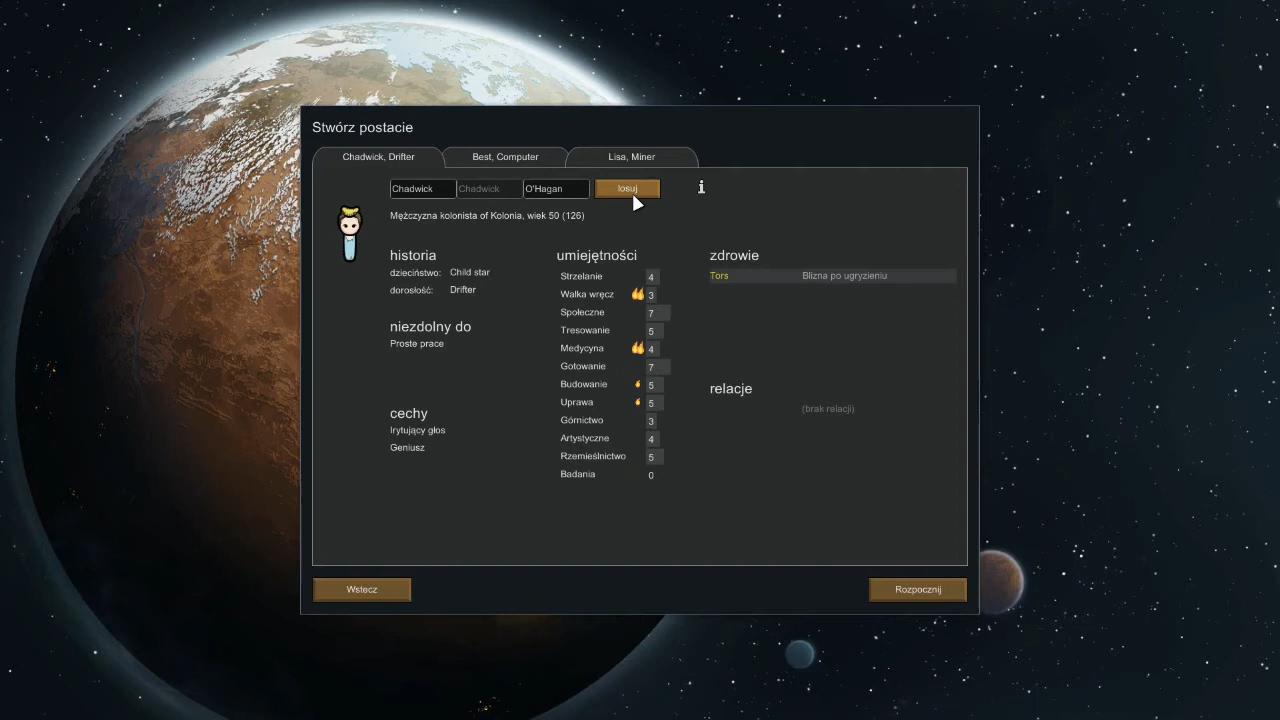 Stwórz postacie
Chadwick, Drifter
Best, Computer
Lisa, Miner
Chadwick
Chadwick
O'Hagan
losuj
Mężczyzna kolonista of Kolonia, wiek 50 (126)
historia
dzieciństwo: Child star
dorosłość: Drifter
niezdolny do
Proste prace
cechy
Irytujący głos
Geniusz
umiejętności
Strzelanie 4
Walka wręcz 3
Społeczne 7
Tresowanie 5
Medycyna 4
Gotowanie 7
Budowanie 5
Uprawa 5
Górnictwo 3
Artystyczne 4
Rzemieślnictwo 5
Badania 0
zdrowie
Tors Blizna po ugryzieniu
relacje
(brak relacji)
Wstecz
Rozpocznij